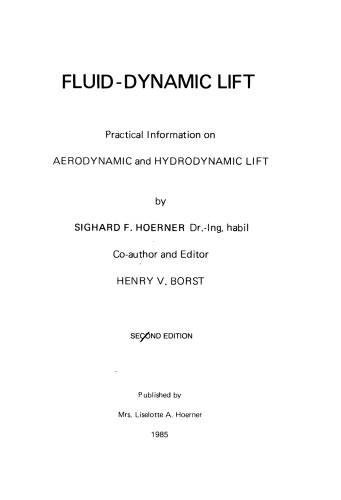 FLUID-DYNAMIC LIFT
Practical Information on
AERODYNAMIC and HYDRODYNAMIC LIFT
by
SIGHARD F. HOERNER Dr.-Ing. habil
Co-author and Editor
HENRY V. BORST
SECOND EDITION
Published by
Mrs. Liselotte A. Hoerner
1985